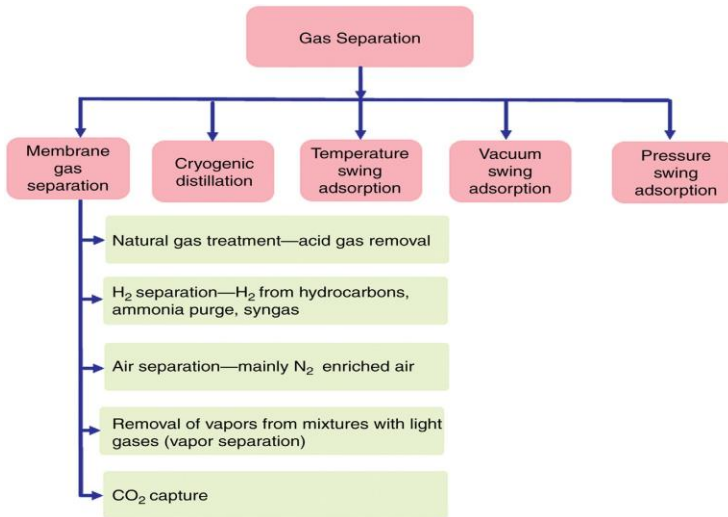 Gas Separation
Membrane
gas
separation
Cryogenic
distillation
Temperature
swing
adsorption
Vacuum
swing
adsorption
Pressure
swing
adsorption
Natural gas treatment—acid gas removal
H₂ separation—H₂ from hydrocarbons,
ammonia purge, syngas
Air separation—mainly N₂ enriched air
Removal of vapors from mixtures with light
gases (vapor separation)
CO₂ capture